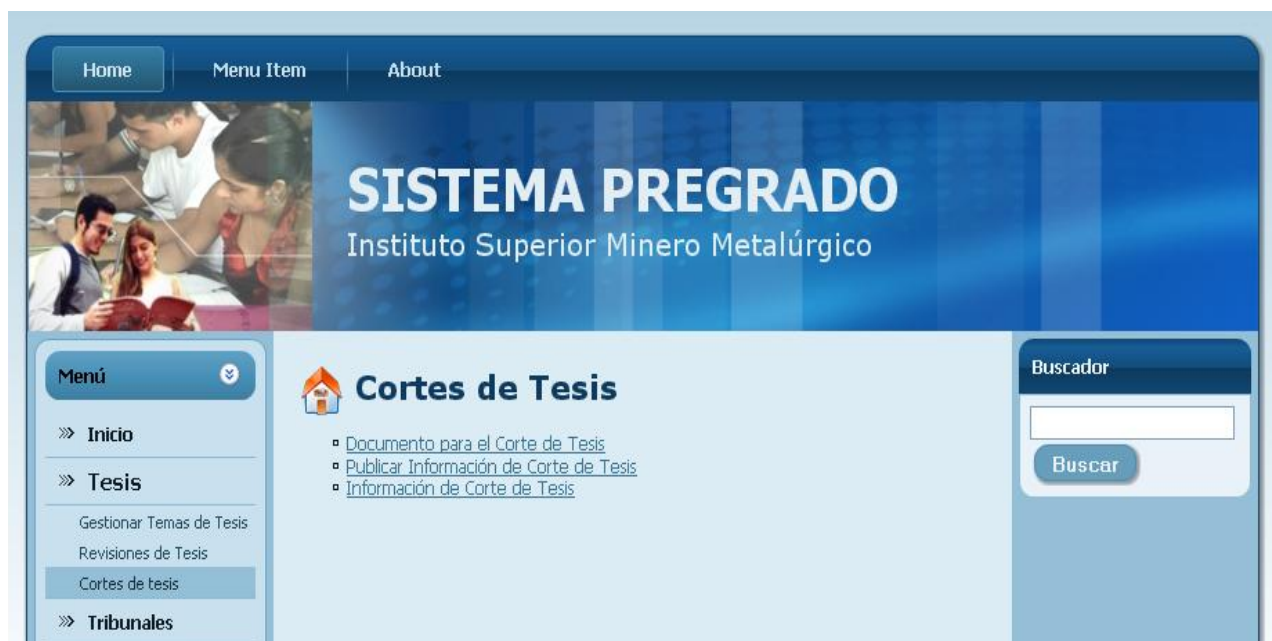 Home Menu Item About
SISTEMA PREGRADO
Instituto Superior Minero Metalúrgico
Menú
Inicio
Tesis
Gestionar Temas de Tesis
Revisiones de Tesis
Cortes de tesis
Tribunales
Cortes de Tesis
Documento para el Corte de Tesis
Publicar Información de Corte de Tesis
Información de Corte de Tesis
Buscador
Buscar